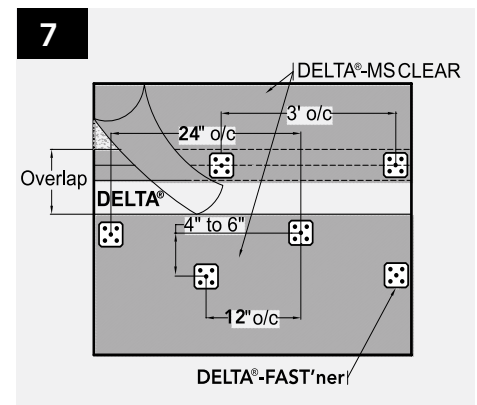 7
DELTA®-MS CLEAR
3' o/c
24" o/c
Overlap
DELTA®
4" to 6"
12" o/c
DELTA®-FAST'ner